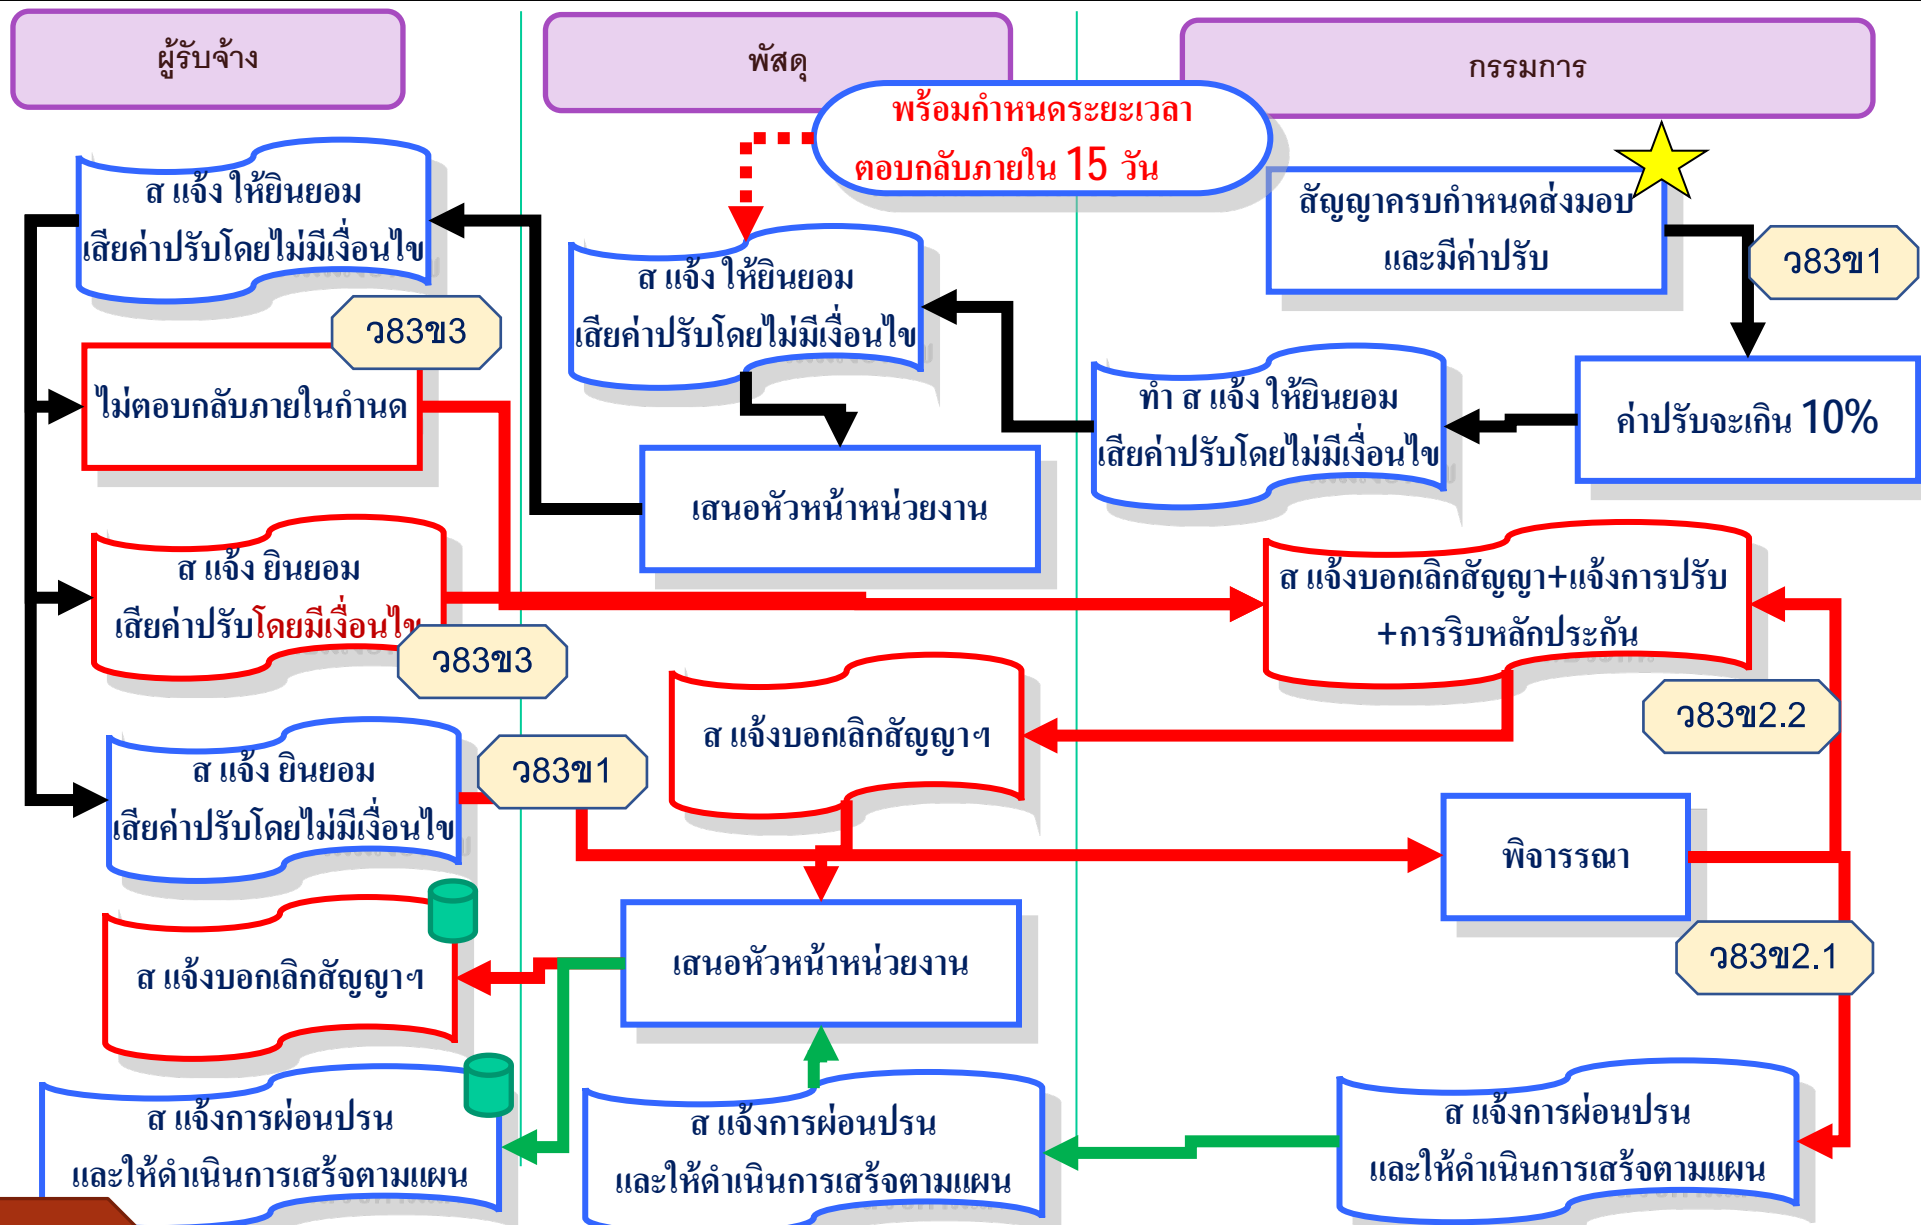 ผู้รับจ้าง
พัสดุ
กรรมการ
พร้อมกำหนดระยะเวลา
ตอบกลับภายใน 15 วัน
ส แจ้ง ให้ยินยอม
เสียค่าปรับโดยไม่มีเงื่อนไข
สัญญาครบกำหนดส่งมอบ
และมีค่าปรับ
ว83ข1
ส แจ้ง ให้ยินยอม
เสียค่าปรับโดยไม่มีเงื่อนไข
ว83ข3
ไม่ตอบกลับภายในกำนด
ทำ ส แจ้ง ให้ยินยอม
เสียค่าปรับโดยไม่มีเงื่อนไข
ค่าปรับจะเกิน 10%
เสนอหัวหน้าหน่วยงาน
ส แจ้ง ยินยอม
เสียค่าปรับโดยมีเงื่อนไข
ว83ข3
ส แจ้งบอกเลิกสัญญา+แจ้งการปรับ
+การริบหลักประกัน
ว83ข2.2
ส แจ้งบอกเลิกสัญญาฯ
ส แจ้ง ยินยอม
เสียค่าปรับโดยไม่มีเงื่อนไข
ว83ข1
พิจารรณา
ส แจ้งบอกเลิกสัญญาฯ
เสนอหัวหน้าหน่วยงาน
ว83ข2.1
ส แจ้งการผ่อนปรน
และให้ดำเนินการเสร็จตามแผน
ส แจ้งการผ่อนปรน
และให้ดำเนินการเสร็จตามแผน
ส แจ้งการผ่อนปรน
และให้ดำเนินการเสร็จตามแผน